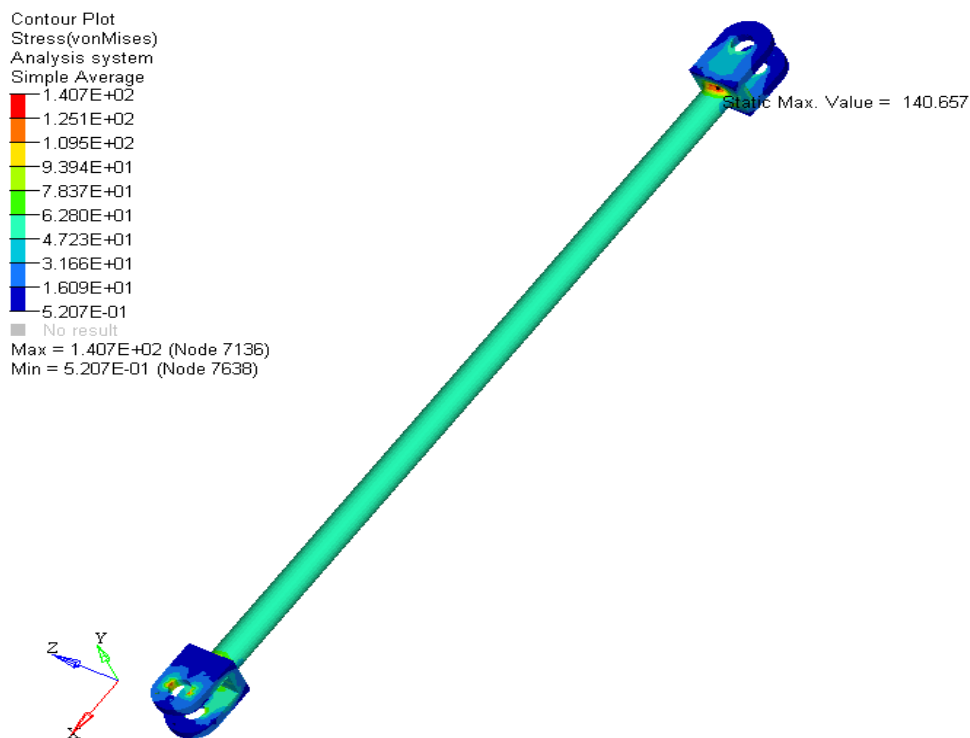 Contour Plot
Stress(vonMises)
Analysis system
Simple Average
1.407E+02
1.251E+02
1.095E+02
9.394E+01
7.837E+01
6.280E+01
4.723E+01
3.166E+01
1.609E+01
5.207E-01
No result
Max = 1.407E+02 (Node 7136)
Min = 5.207E-01 (Node 7638)
Static Max. Value = 140.657
Z
Y
X